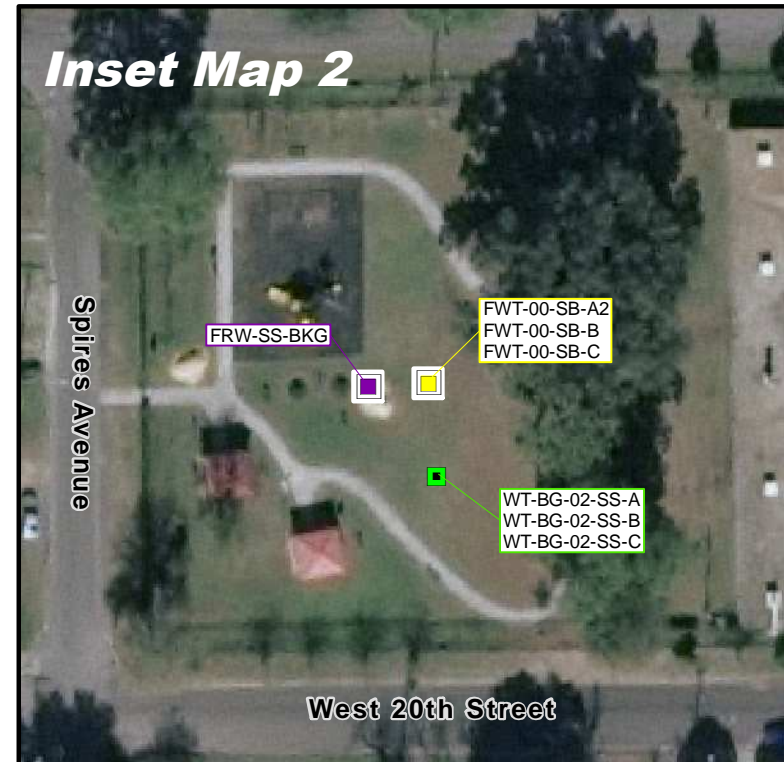 Inset Map 2
FWT-00-SB-A2
FWT-00-SB-B
FWT-00-SB-C
FRW-SS-BKG
Spires Avenue
WT-BG-02-SS-A
WT-BG-02-SS-B
WT-BG-02-SS-C
West 20th Street